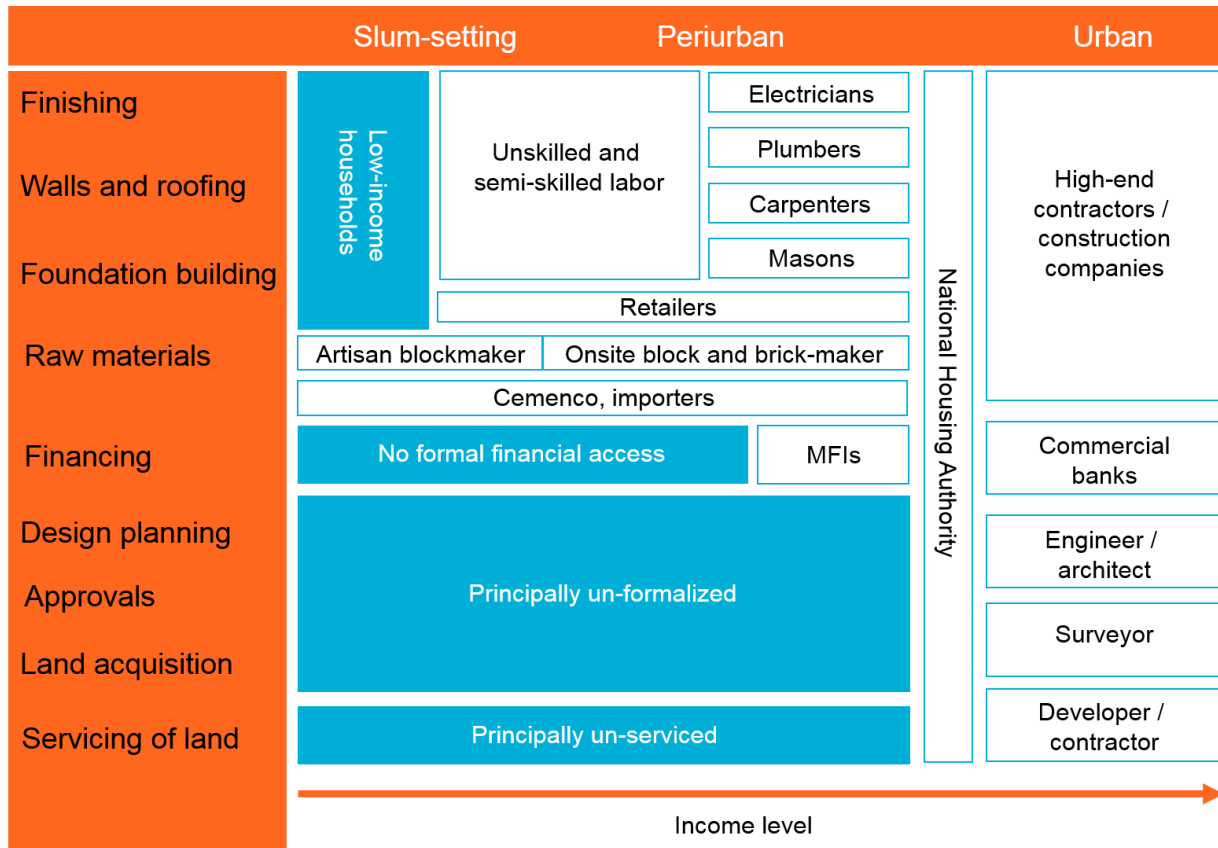 Slum-setting
Periurban
Urban
Finishing
Walls and roofing
Foundation building
Raw materials
Financing
Design planning
Approvals
Land acquisition
Servicing of land
Low-income
households
Unskilled and
semi-skilled labor
Electricians
Plumbers
Carpenters
Masons
Retailers
Artisan blockmaker
Onsite block and brick-maker
Cemenco, importers
No formal financial access
MFIs
Principally un-formalized
Principally un-serviced
National Housing Authority
High-end
contractors /
construction
companies
Commercial
banks
Engineer /
architect
Surveyor
Developer /
contractor
Income level